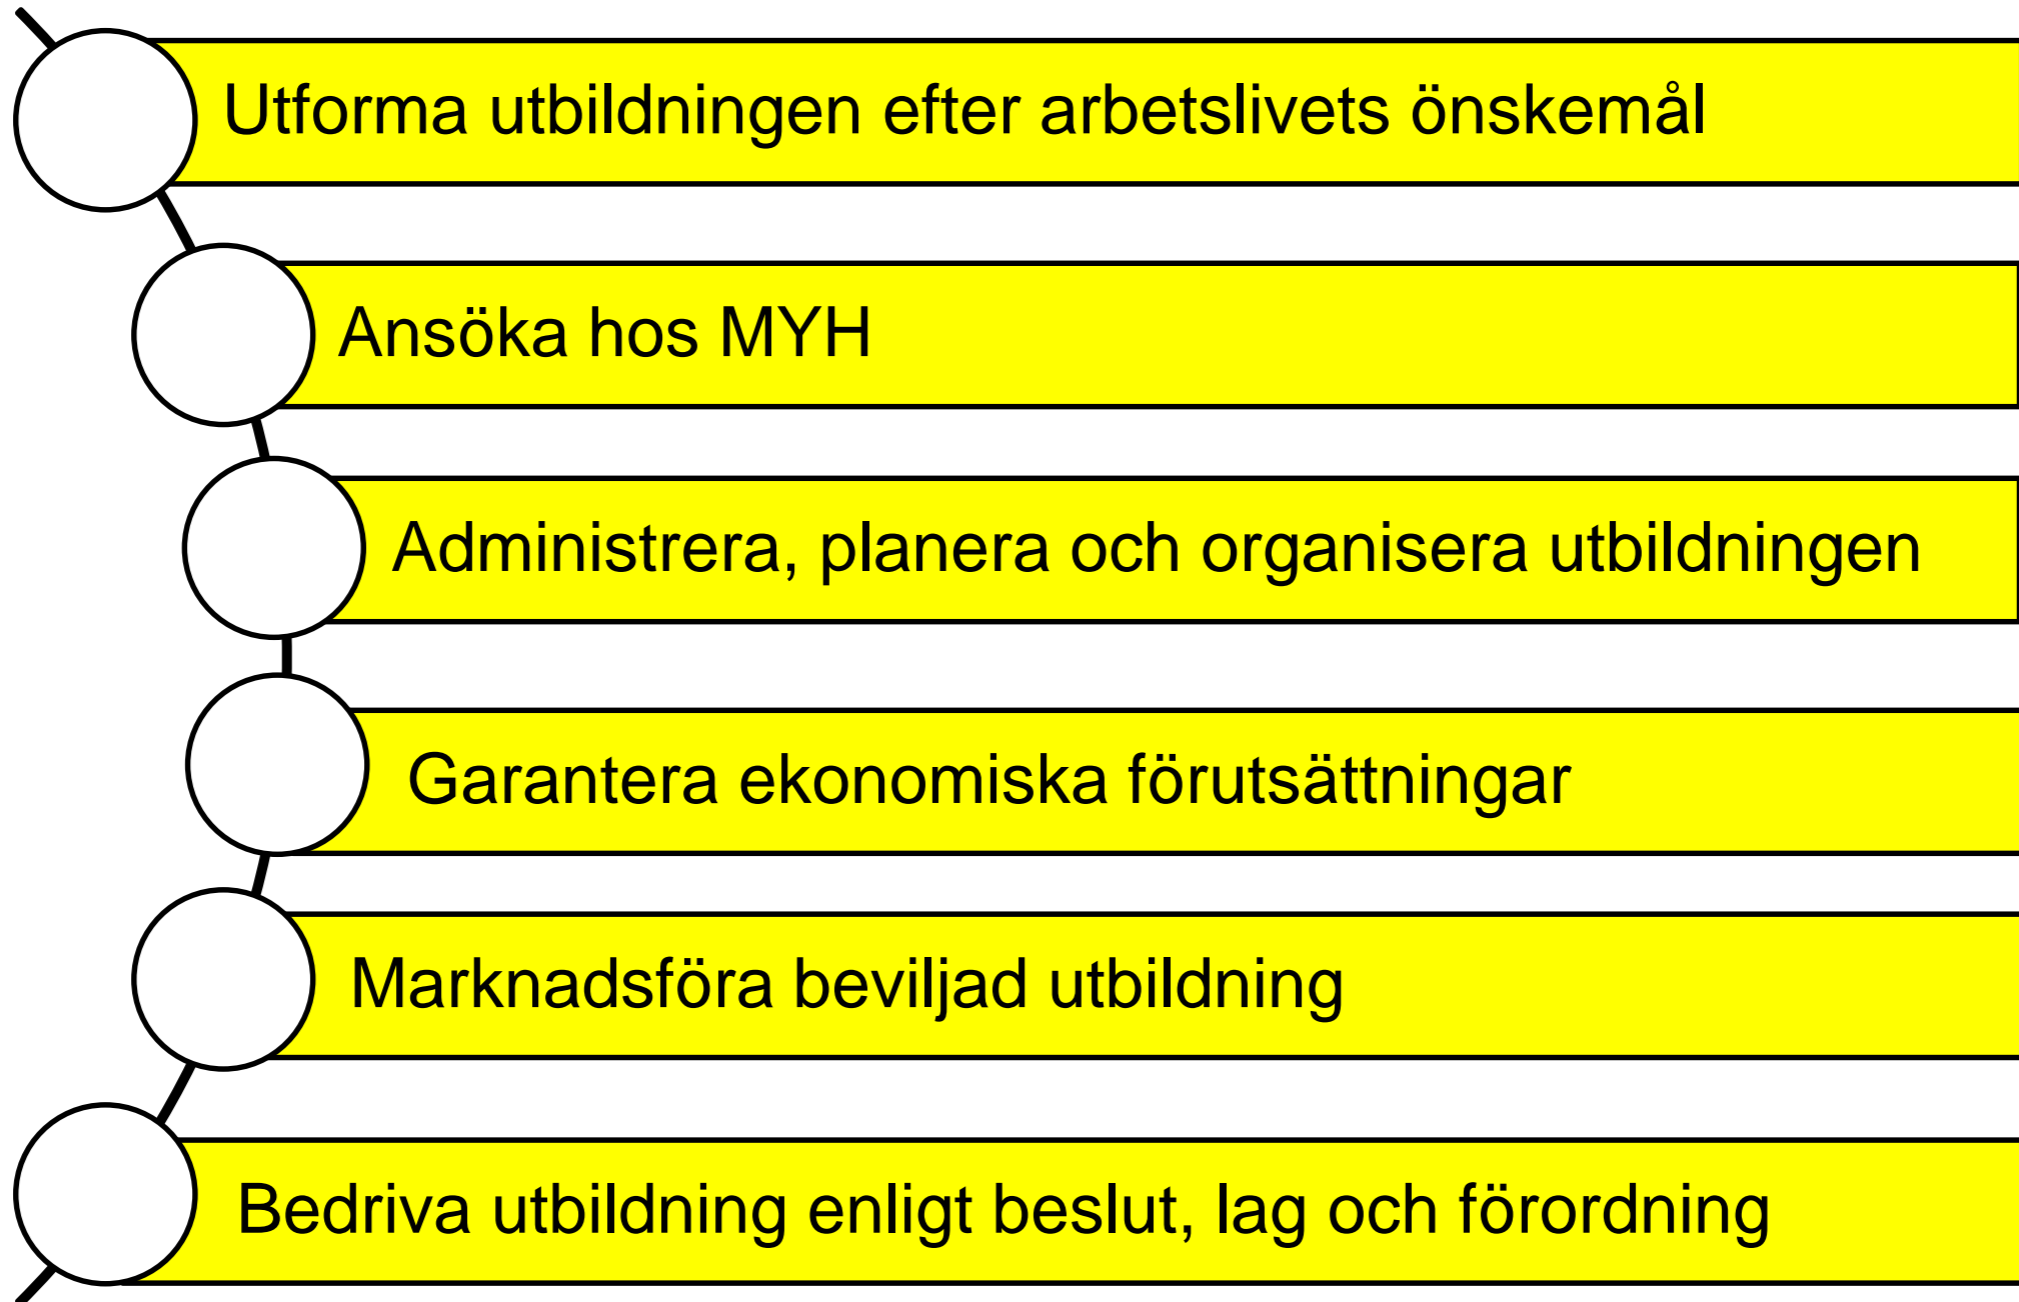 Utforma utbildningen efter arbetslivets önskemål
Ansöka hos MYH
Administrera, planera och organisera utbildningen
Garantera ekonomiska förutsättningar
Marknadsföra beviljad utbildning
Bedriva utbildning enligt beslut, lag och förordning